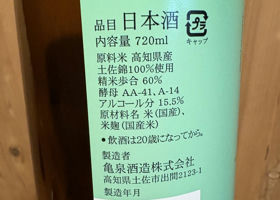 品目 日本酒
内容量 720ml
原料米 高知県産
土佐錦100%使用
精米歩合 60%
酵母 AA-41、A-14
アルコール分 15.5%
原材料名 米(国産)、
米麹(国産米)
•飲酒は20歳になってから。
製造者
亀泉酒造株式会社
高知県土佐市出間2123-1
製造年月
プラ
キャップ